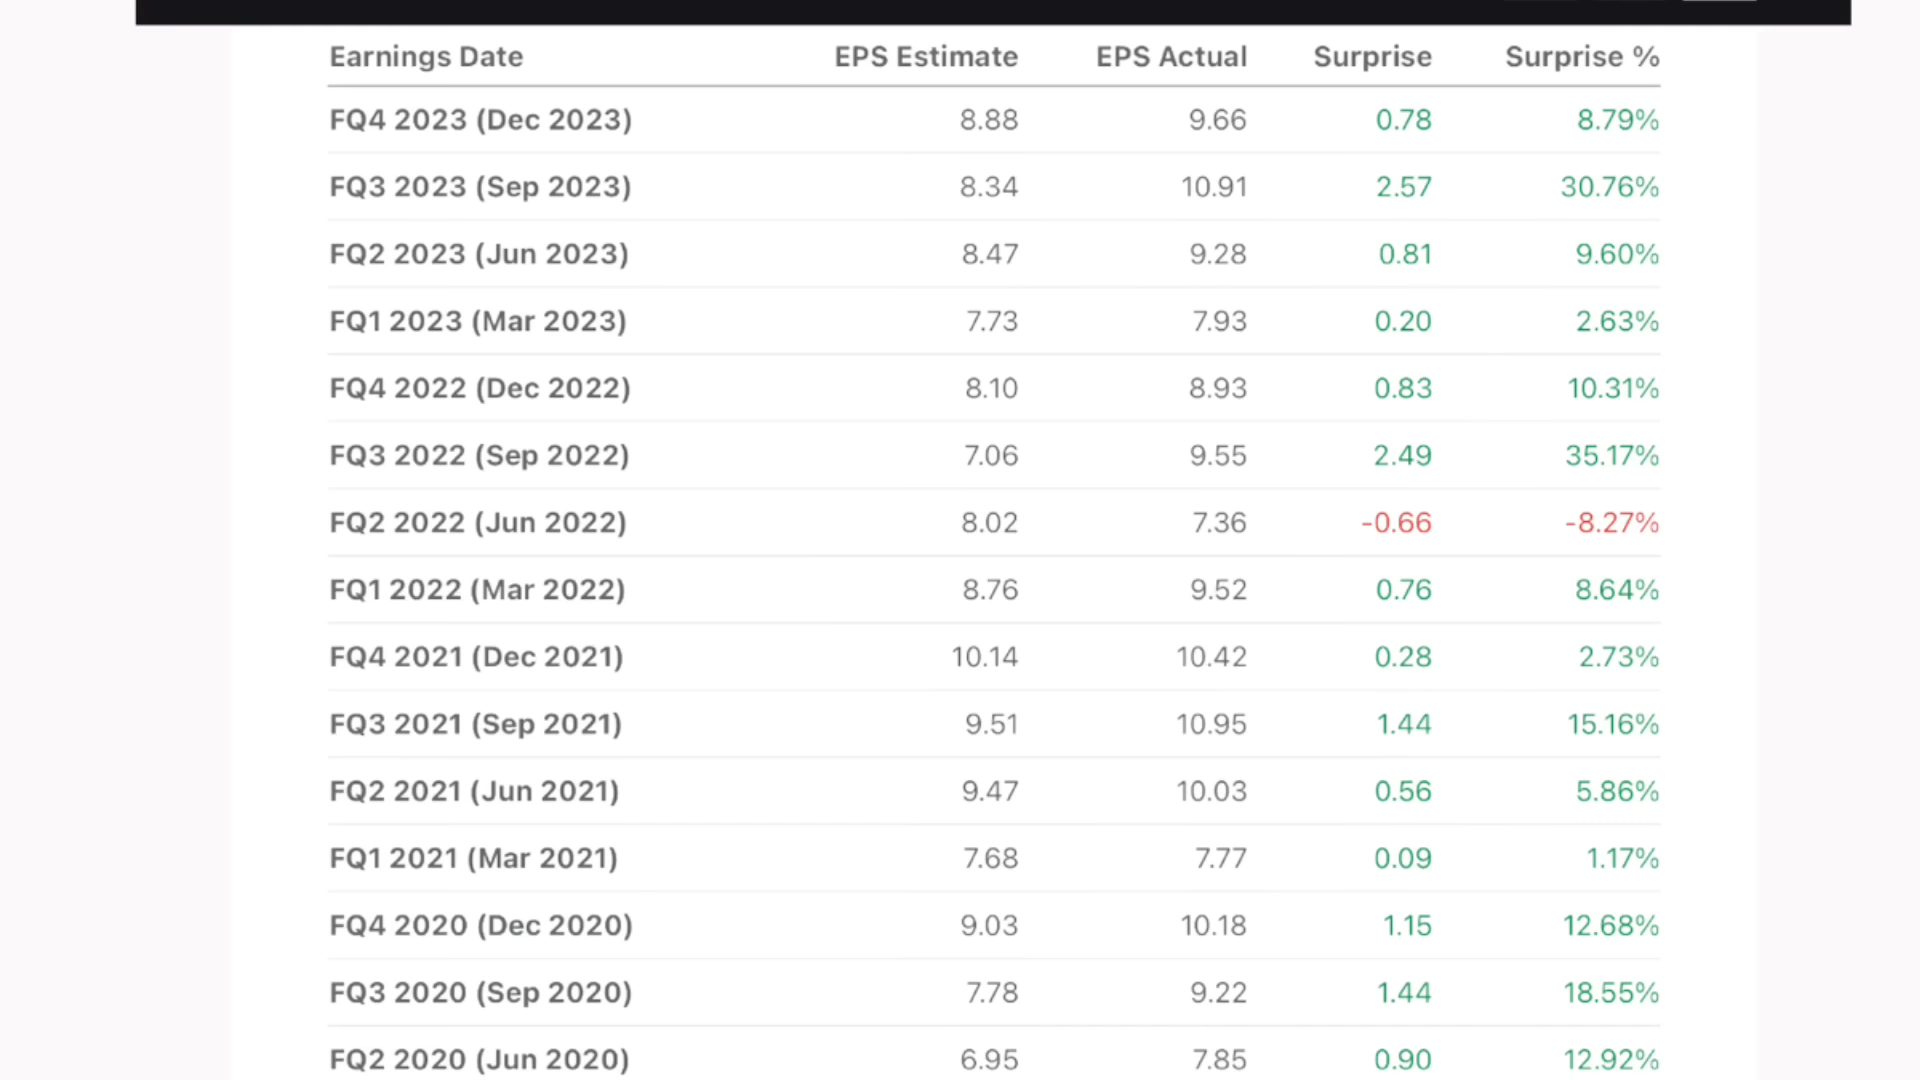 Earnings Date EPS Estimate EPS Actual Surprise Surprise %
FQ4 2023 (Dec 2023) 8.88 9.66 0.78 8.79%
FQ3 2023 (Sep 2023) 8.34 10.91 2.57 30.76%
FQ2 2023 (Jun 2023) 8.47 9.28 0.81 9.60%
FQ1 2023 (Mar 2023) 7.73 7.93 0.20 2.63%
FQ4 2022 (Dec 2022) 8.10 8.93 0.83 10.31%
FQ3 2022 (Sep 2022) 7.06 9.55 2.49 35.17%
FQ2 2022 (Jun 2022) 8.02 7.36 -0.66 -8.27%
FQ1 2022 (Mar 2022) 8.76 9.52 0.76 8.64%
FQ4 2021 (Dec 2021) 10.14 10.42 0.28 2.73%
FQ3 2021 (Sep 2021) 9.51 10.95 1.44 15.16%
FQ2 2021 (Jun 2021) 9.47 10.03 0.56 5.86%
FQ1 2021 (Mar 2021) 7.68 7.77 0.09 1.17%
FQ4 2020 (Dec 2020) 9.03 10.18 1.15 12.68%
FQ3 2020 (Sep 2020) 7.78 9.22 1.44 18.55%
FQ2 2020 (Jun 2020) 6.95 7.85 0.90 12.92%